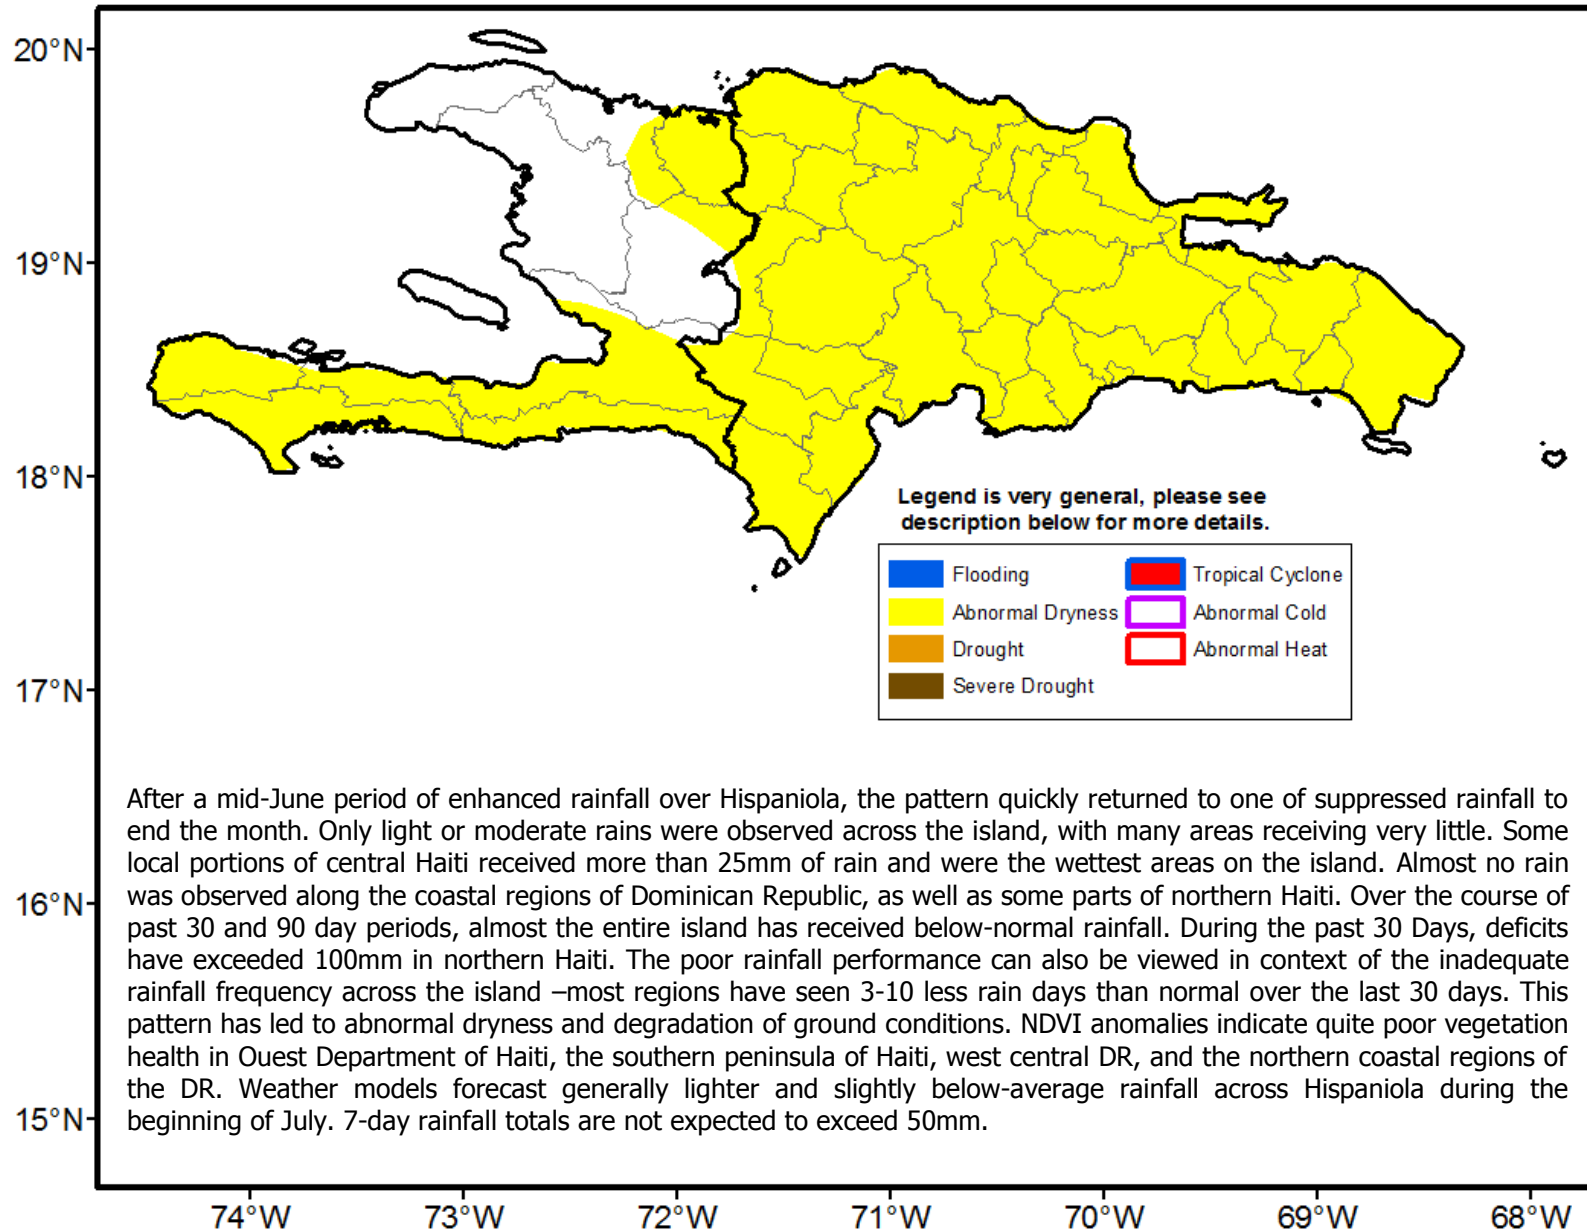 20°N
19°N
18°N
17°N
16°N
15°N
Legend is very general, please see
description below for more details.
Flooding
Tropical Cyclone
Abnormal Dryness
Abnormal Cold
Drought
Abnormal Heat
Severe Drought
After a mid-June period of enhanced rainfall over Hispaniola, the pattern quickly returned to one of suppressed rainfall to
end the month. Only light or moderate rains were observed across the island, with many areas receiving very little. Some
local portions of central Haiti received more than 25mm of rain and were the wettest areas on the island. Almost no rain
was observed along the coastal regions of Dominican Republic, as well as some parts of northern Haiti. Over the course of
past 30 and 90 day periods, almost the entire island has received below-normal rainfall. During the past 30 Days, deficits
have exceeded 100mm in northern Haiti. The poor rainfall performance can also be viewed in context of the inadequate
rainfall frequency across the island –most regions have seen 3-10 less rain days than normal over the last 30 days. This
pattern has led to abnormal dryness and degradation of ground conditions. NDVI anomalies indicate quite poor vegetation
health in Ouest Department of Haiti, the southern peninsula of Haiti, west central DR, and the northern coastal regions of
the DR. Weather models forecast generally lighter and slightly below-average rainfall across Hispaniola during the
beginning of July. 7-day rainfall totals are not expected to exceed 50mm.
74°W
73°W
72°W
71°W
70°W
69°W
68°W